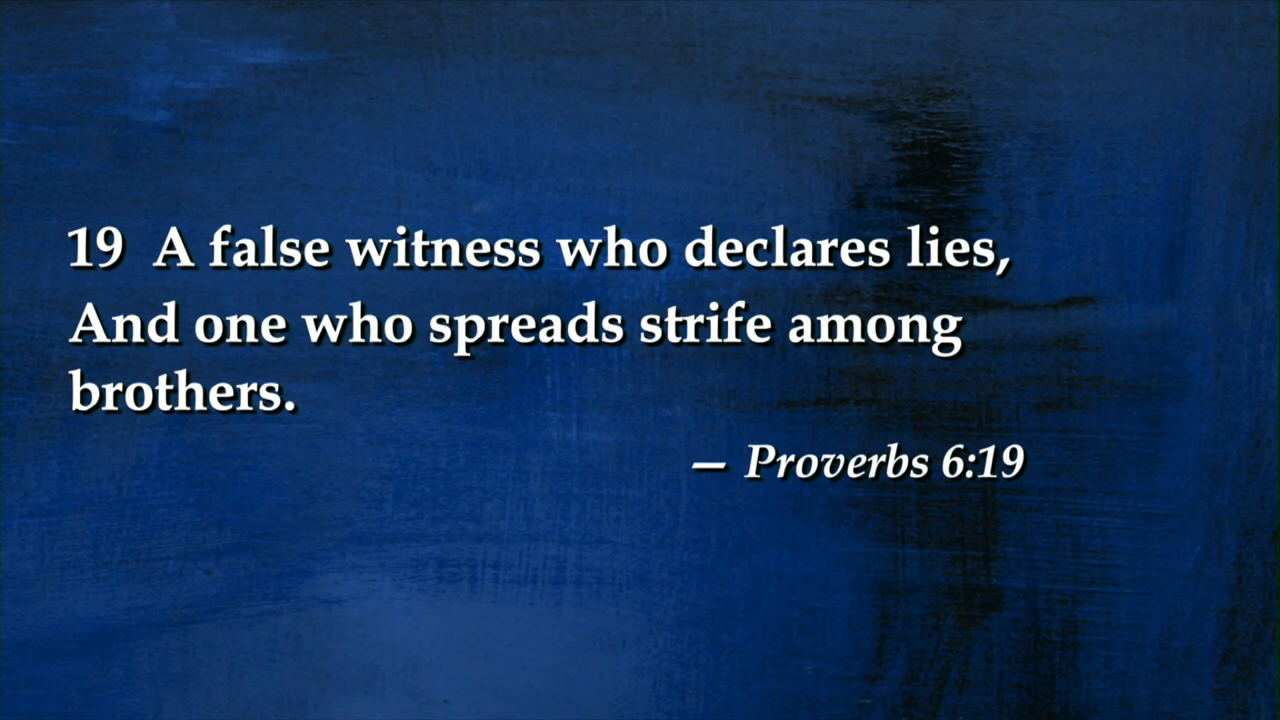 19 A false witness who declares lies,
And one who spreads strife among
brothers.
— Proverbs 6:19